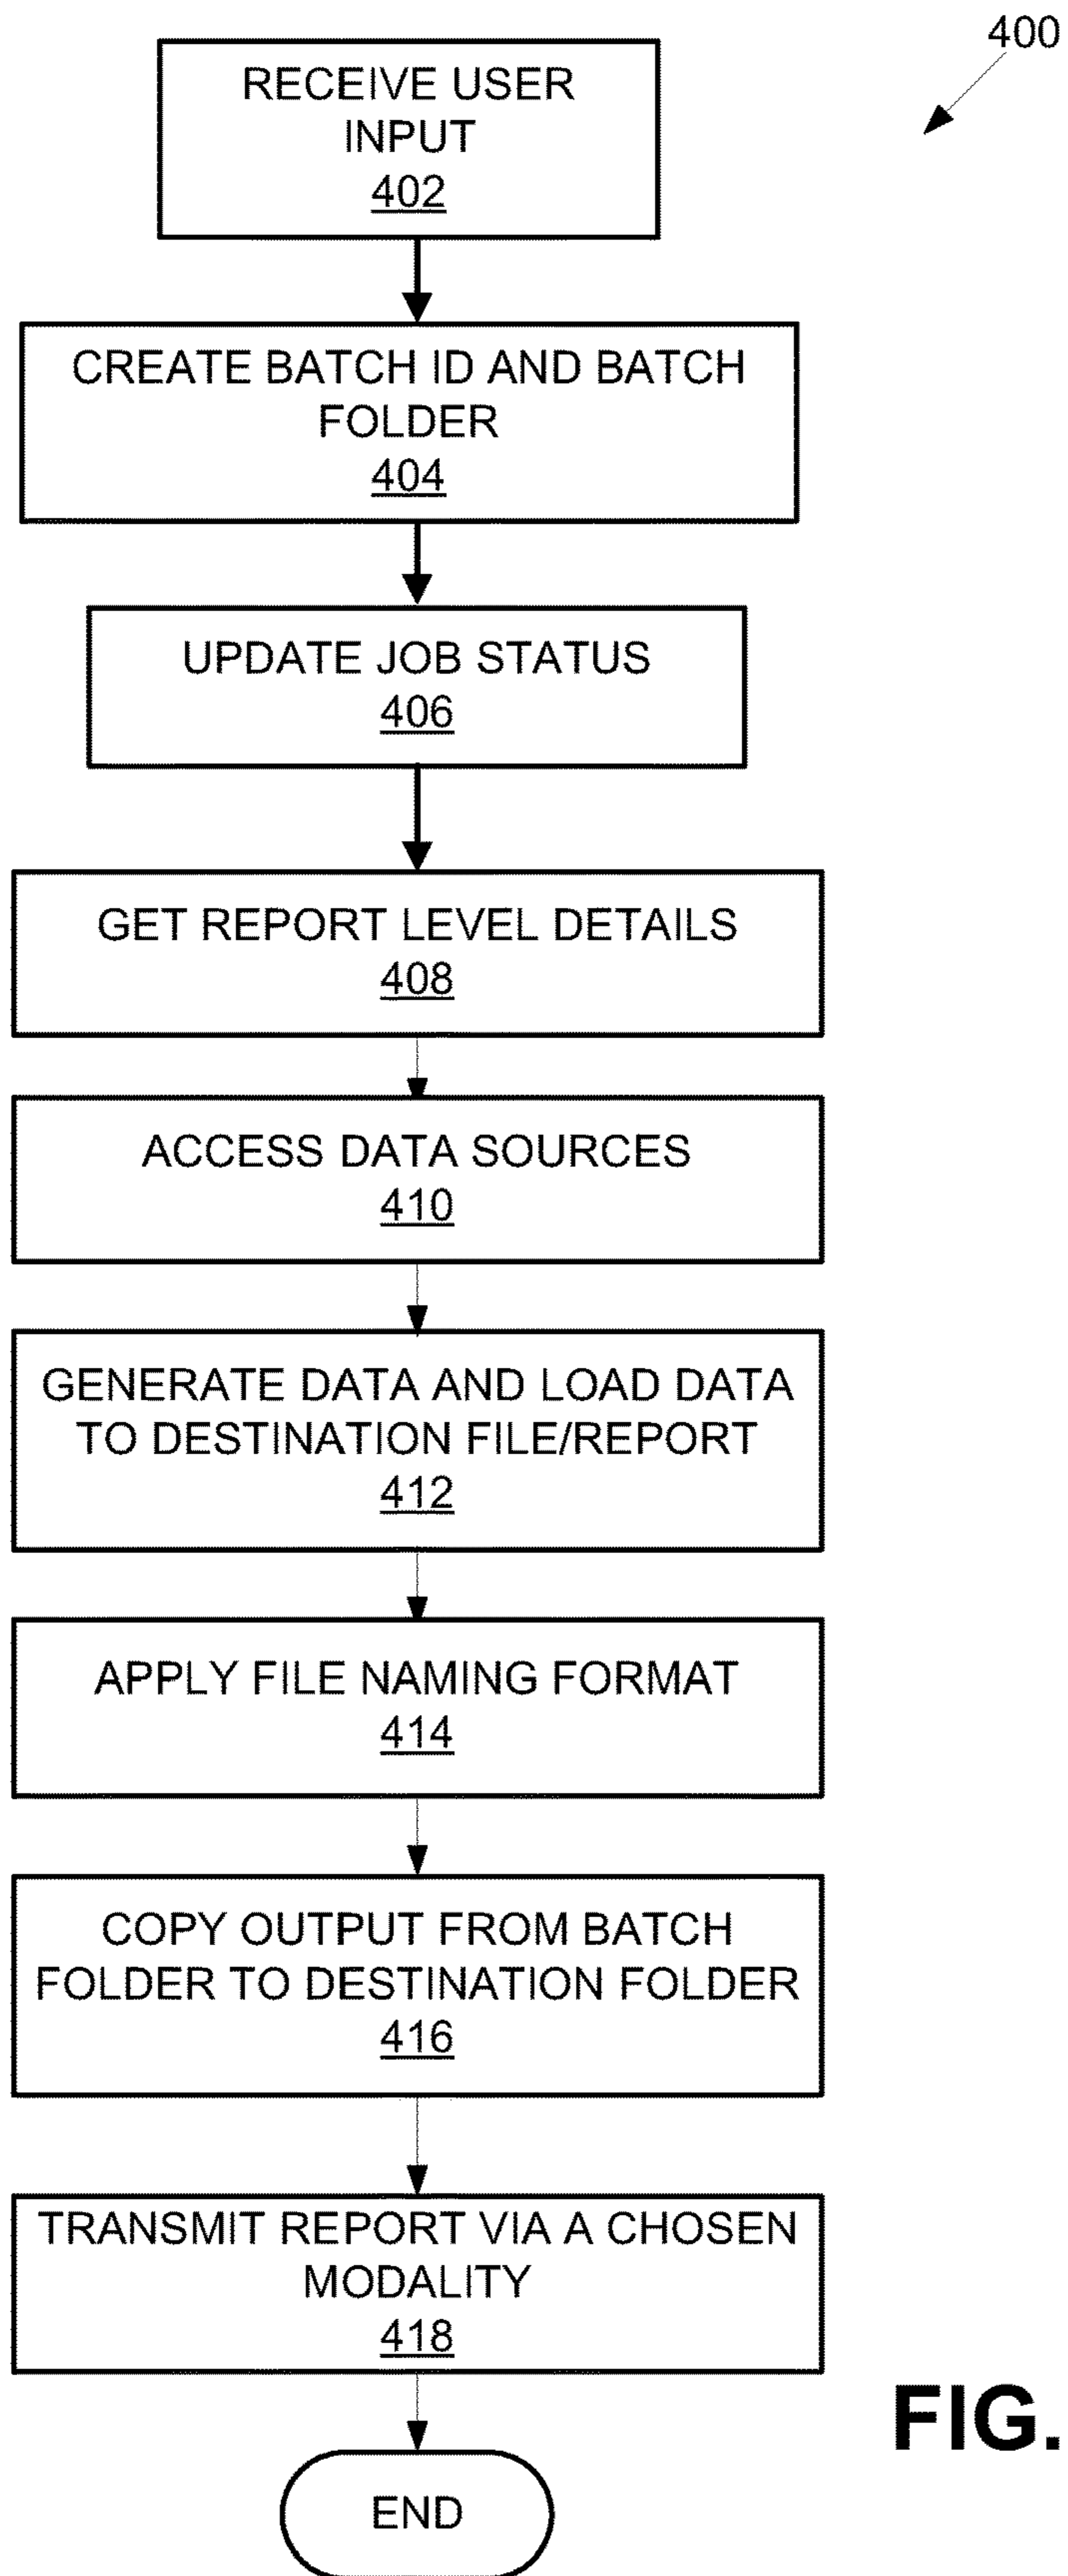 400
RECEIVE USER
INPUT
402
CREATE BATCH ID AND BATCH
FOLDER
404
UPDATE JOB STATUS
406
GET REPORT LEVEL DETAILS
408
ACCESS DATA SOURCES
410
GENERATE DATA AND LOAD DATA
TO DESTINATION FILE/REPORT
412
APPLY FILE NAMING FORMAT
414
COPY OUTPUT FROM BATCH
FOLDER TO DESTINATION FOLDER
416
TRANSMIT REPORT VIA A CHOSEN
MODALITY
418
FIG.
END